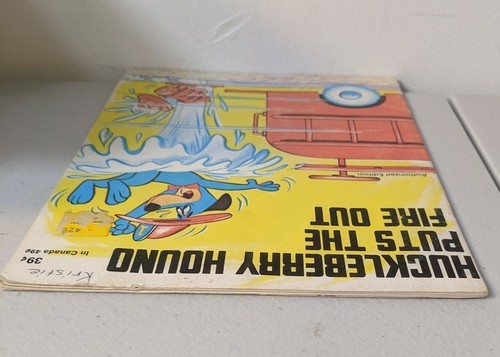 Kristie
39¢
In Canada 49¢
HUCKLEBERRY HOUND
PUTS THE
FIRE OUT
Authorized Edition